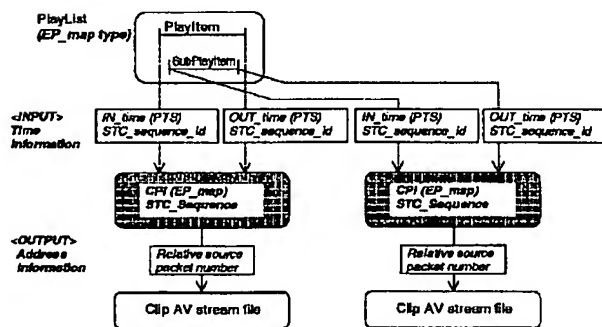 PlayList
(EP_map type)
PlayItem
SubPlayItem
<INPUT>
Time
Information
IN_time (PTS)
STC_sequence_id
OUT_time (PTS)
STC_sequence_id
IN_time (PTS)
STC_sequence_id
OUT_time (PTS)
STC_sequence_id
CPI (EP_map)
STC_Sequence
CPI (EP_map)
STC_Sequence
<OUTPUT>
Address
Information
Relative source
packet number
Relative source
packet number
Clip AV stream file
Clip AV stream file